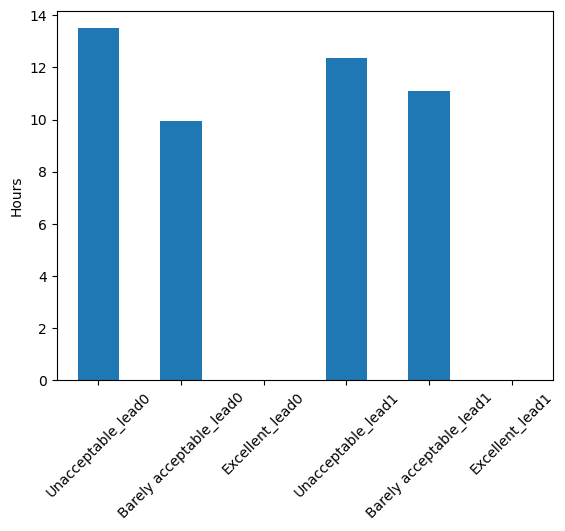 14
12
10
8
6
4
2
0
Hours
Unacceptable_lead0
Barely acceptable_lead0
Excellent_lead0
Unacceptable_lead1
Barely acceptable_lead1
Excellent_lead1